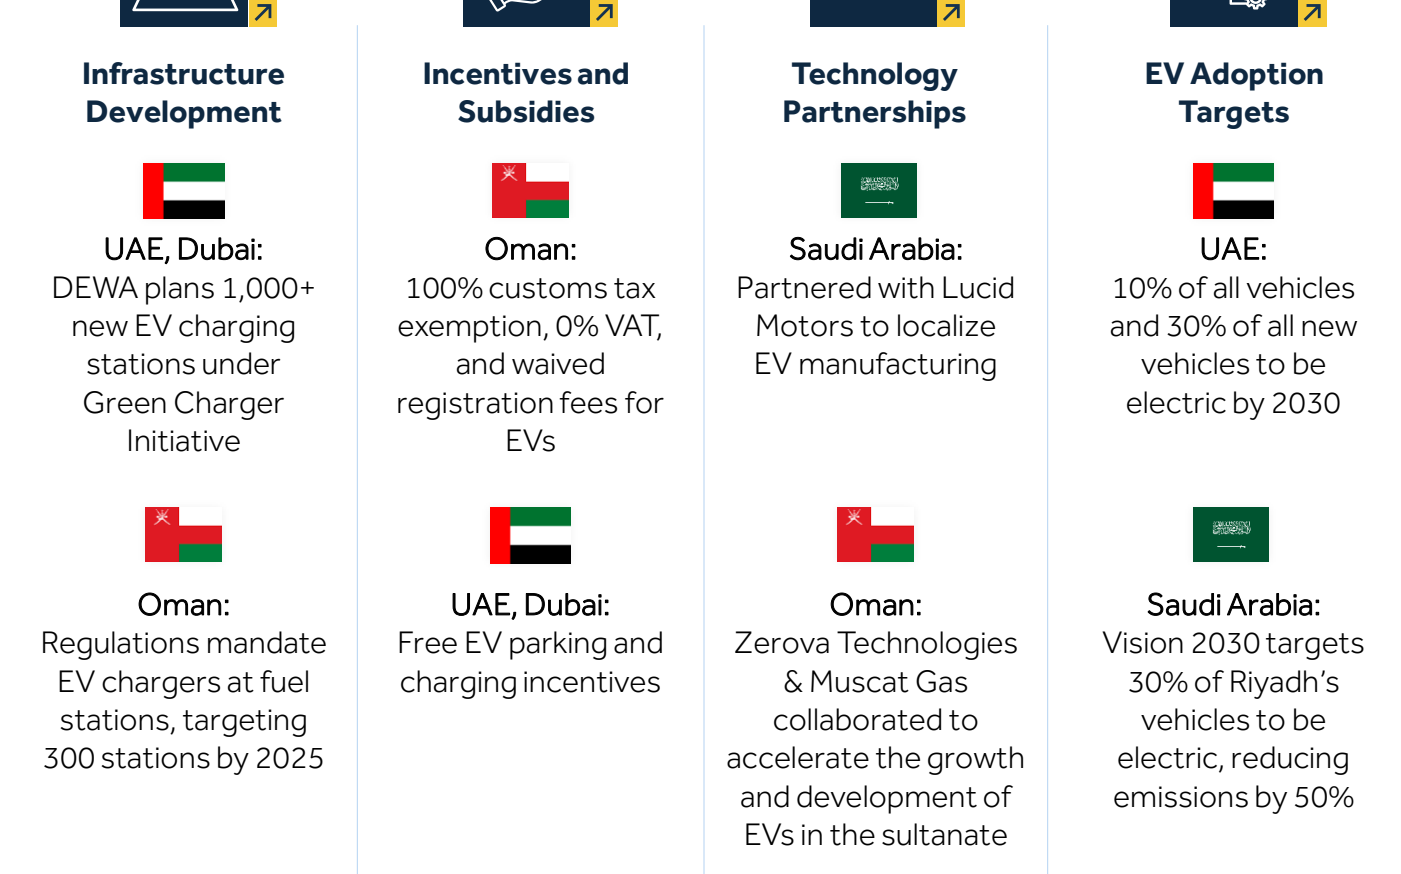 Infrastructure
Development
UAE, Dubai:
DEWA plans 1,000+
new EV charging
stations under
Green Charger
Initiative
Oman:
Regulations mandate
EV chargers at fuel
stations, targeting
300 stations by 2025
Incentives and
Subsidies
Oman:
100% customs tax
exemption, 0% VAT,
and waived
registration fees for
EVs
UAE, Dubai:
Free EV parking and
charging incentives
Technology
Partnerships
Saudi Arabia:
Partnered with Lucid
Motors to localize
EV manufacturing
Oman:
Zerova Technologies
& Muscat Gas
collaborated to
accelerate the growth
and development of
EVs in the sultanate
EV Adoption
Targets
UAE:
10% of all vehicles
and 30% of all new
vehicles to be
electric by 2030
Saudi Arabia:
Vision 2030 targets
30% of Riyadh's
vehicles to be
electric, reducing
emissions by 50%